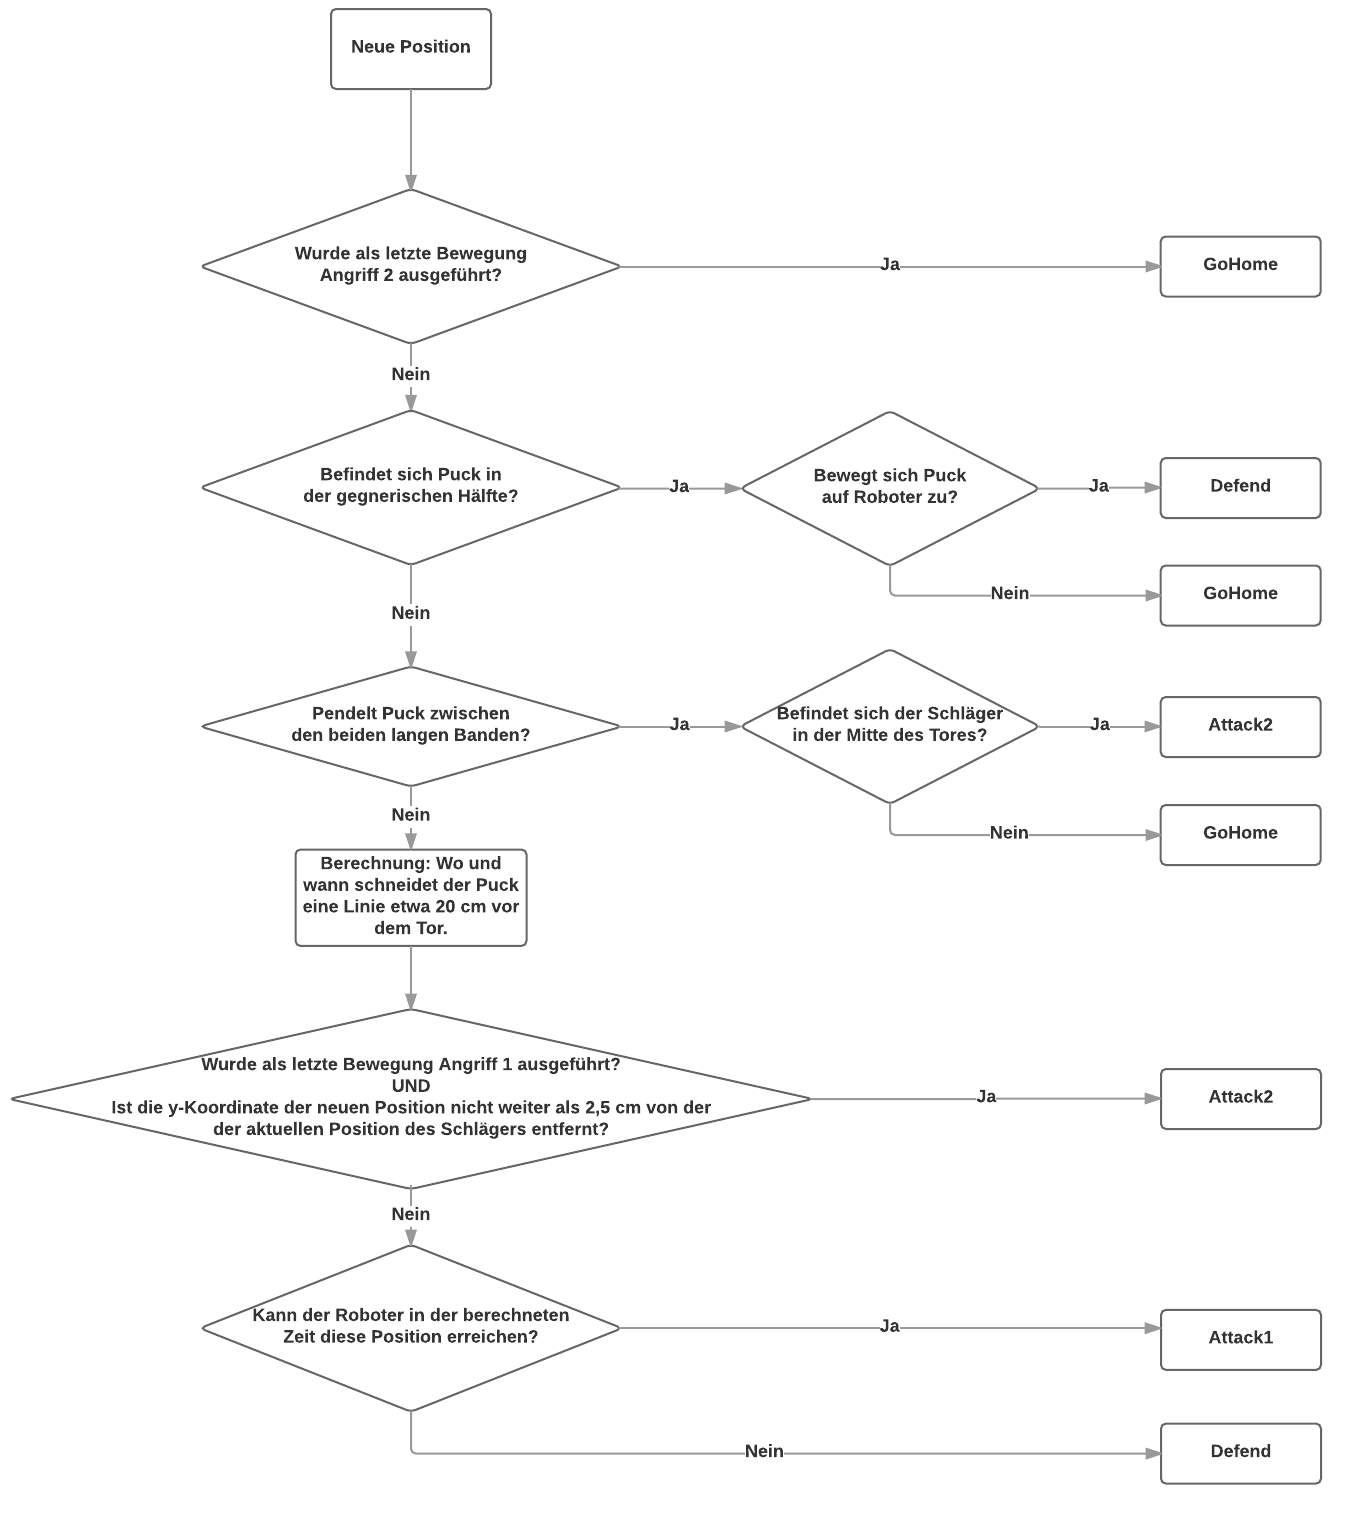 Neue Position
Wurde als letzte Bewegung
Angriff 2 ausgeführt?
Ja
GoHome
Nein
Befindet sich Puck in
der gegnerischen Hälfte?
Ja
Bewegt sich Puck
auf Roboter zu?
Ja
Defend
Nein
GoHome
Nein
Pendelt Puck zwischen
den beiden langen Banden?
Ja
Befindet sich der Schläger
in der Mitte des Tores?
Ja
Attack2
Nein
GoHome
Nein
Berechnung: Wo und
wann schneidet der Puck
eine Linie etwa 20 cm vor
dem Tor.
Wurde als letzte Bewegung Angriff 1 ausgeführt?
UND
Ist die y-Koordinate der neuen Position nicht weiter als 2,5 cm von der
der aktuellen Position des Schlägers entfernt?
Ja
Attack2
Nein
Kann der Roboter in der berechneten
Zeit diese Position erreichen?
Ja
Attack1
Nein
Defend